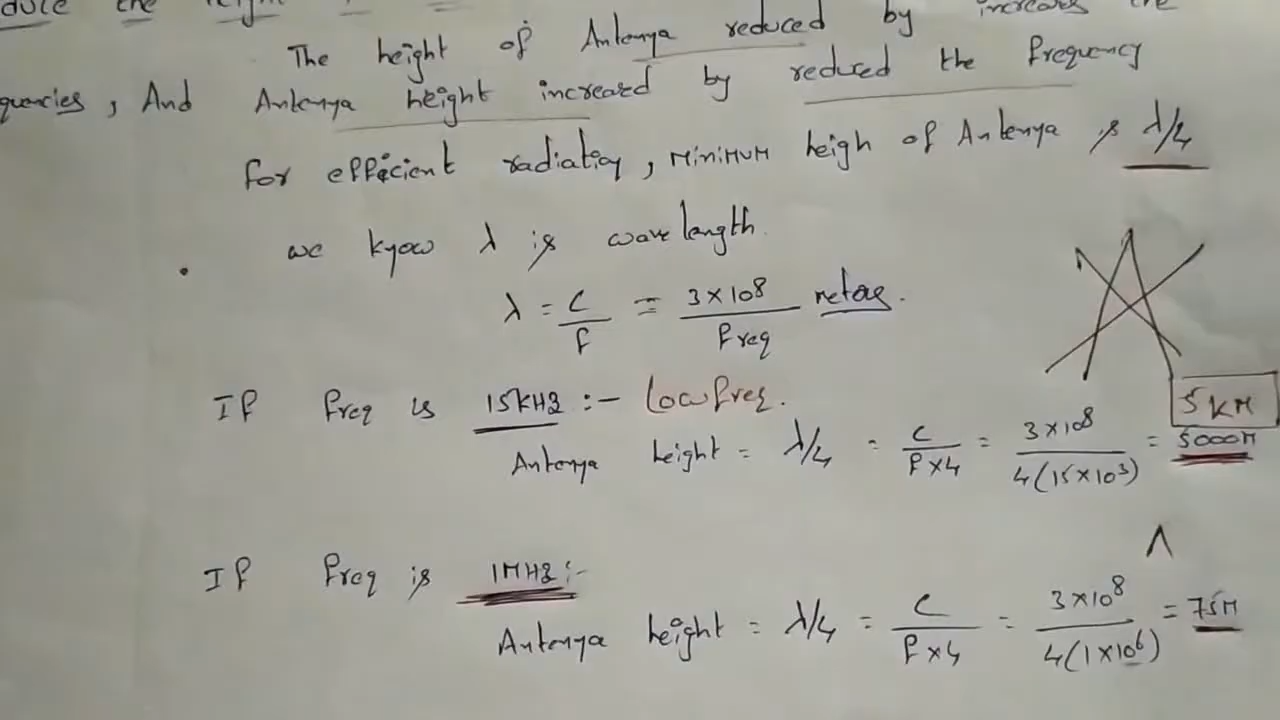 the height
The height of Antenna reduced by increases the
quencies, And Antenna height increased by reduced the frequency
for efficient radiation, MINIMUM heigh of Antenna is λ/4
we know λ is wavelength.
λ = C/F = 3×10⁸/Freq meters.
If freq is 15KHz :- Low freq.
5 KM
Antenna height = λ/4 = C/F×4 = 3×10⁸/4(15×10³) = 5000M
If freq is 1MHz :-
Antenna height = λ/4 = C/F×4 = 3×10⁸/4(1×10⁶) = 75M